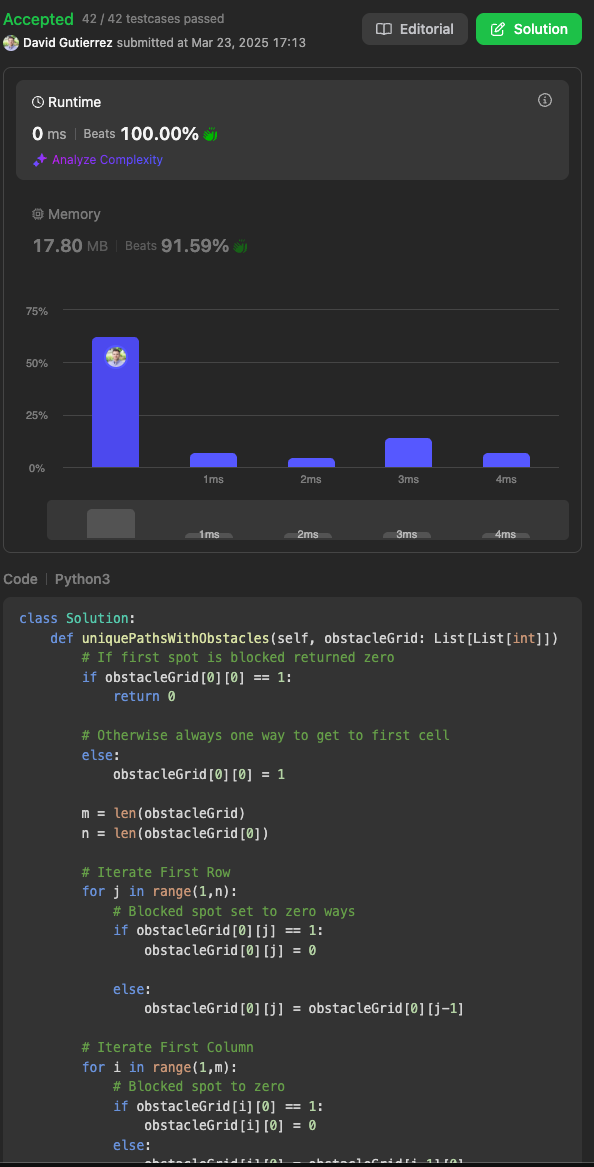 Accepted 42 / 42 testcases passed
David Gutierrez submitted at Mar 23, 2025 17:13
Editorial
Solution
Runtime
0 ms | Beats 100.00%
Analyze Complexity
Memory
17.80 MB | Beats 91.59%
75%
50%
25%
0%
1ms 2ms 3ms 4ms
1ms 2ms 3ms 4ms
Code | Python3
class Solution:
    def uniquePathsWithObstacles(self, obstacleGrid: List[List[int]])
        # If first spot is blocked returned zero
        if obstacleGrid[0][0] == 1:
            return 0

        # Otherwise always one way to get to first cell
        else:
            obstacleGrid[0][0] = 1

        m = len(obstacleGrid)
        n = len(obstacleGrid[0])

        # Iterate First Row
        for j in range(1,n):
            # Blocked spot set to zero ways
            if obstacleGrid[0][j] == 1:
                obstacleGrid[0][j] = 0

            else:
                obstacleGrid[0][j] = obstacleGrid[0][j-1]

        # Iterate First Column
        for i in range(1,m):
            # Blocked spot to zero
            if obstacleGrid[i][0] == 1:
                obstacleGrid[i][0] = 0
            else: